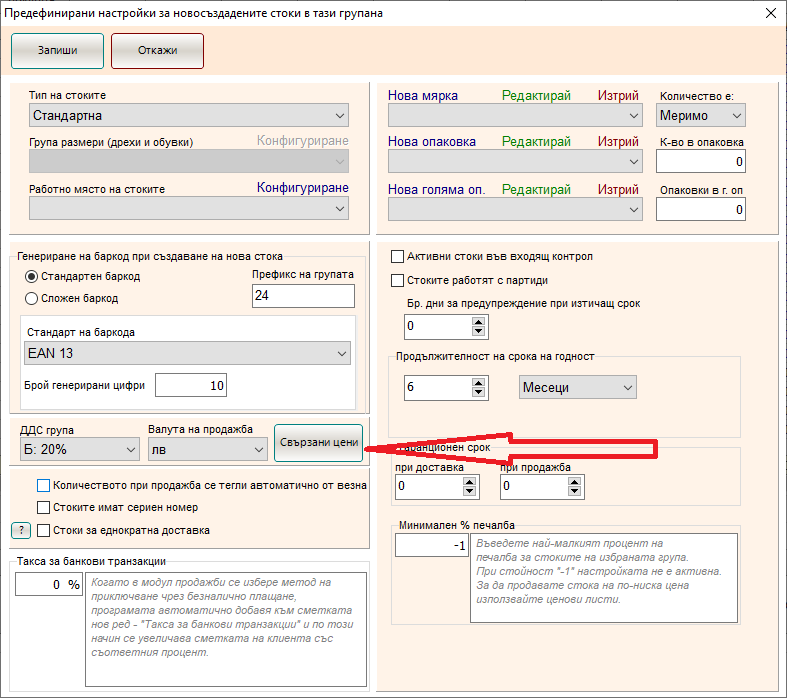 Предефинирани настройки за новосъздадените стоки в тази групана
Запиши
Откажи
Тип на стоките
Стандартна
Група размери (дрехи и обувки)
Конфигуриране
Работно място на стоките
Конфигуриране
Нова мярка
Редактирай
Изтрий
Количество е:
Меримо
Нова опаковка
Редактирай
Изтрий
К-во в опаковка
0
Нова голяма оп.
Редактирай
Изтрий
Опаковки в г. оп
0
Генериране на баркод при създаване на нова стока
Стандартен баркод
Сложен баркод
Префикс на групата
24
Стандарт на баркода
EAN 13
Брой генерирани цифри
10
ДДС група
Б: 20%
Валута на продажба
лв
Свързани цени
Количеството при продажба се тегли автоматично от везна
Стоките имат сериен номер
?
Стоки за еднократна доставка
Такса за банкови транзакции
0 %
Когато в модул продажби се избере метод на
приключване чрез безналично плащане,
програмата автоматично добавя към сметката
нов ред - "Такса за банкови транзакции" и по този
начин се увеличава сметката на клиента със
съответния процент.
Активни стоки във входящ контрол
Стоките работят с партиди
Бр. дни за предупреждение при изтичащ срок
0
Продължителност на срока на годност
6
Месеци
Гаранционен срок
при доставка
0
при продажба
0
Минимален % печалба
-1
Въведете най-малкият процент на
печалба за стоките на избраната група.
При стойност "-1" настройката не е активна.
За да продавате стока на по-ниска цена
използвайте ценови листи.